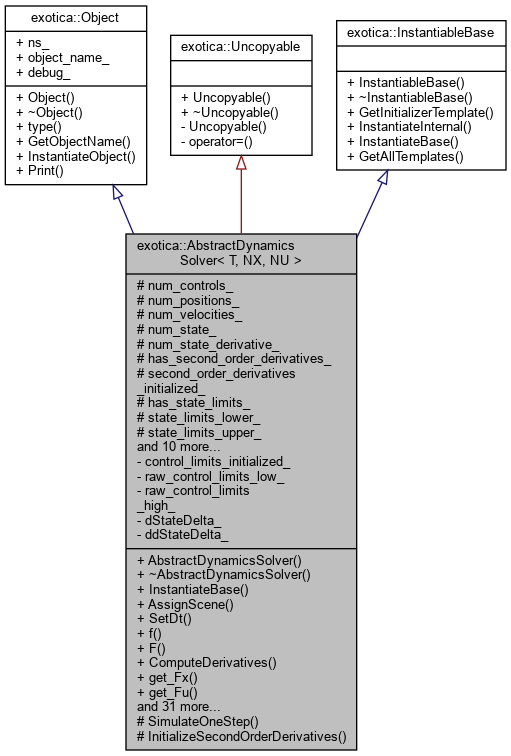 exotica::Object
+ ns_
+ object_name_
+ debug_
+ Object()
+ ~Object()
+ type()
+ GetObjectName()
+ InstantiateObject()
+ Print()
exotica::Uncopyable
+ Uncopyable()
+ ~Uncopyable()
- Uncopyable()
- operator=()
exotica::InstantiableBase
+ InstantiableBase()
+ ~InstantiableBase()
+ GetInitializerTemplate()
+ InstantiateInternal()
+ InstantiateBase()
+ GetAllTemplates()
exotica::AbstractDynamics
Solver< T, NX, NU >
# num_controls_
# num_positions_
# num_velocities_
# num_state_
# num_state_derivative_
# has_second_order_derivatives_
# second_order_derivatives
_initialized_
# has_state_limits_
# state_limits_lower_
# state_limits_upper_
and 10 more...
- control_limits_initialized_
- raw_control_limits_low_
- raw_control_limits
_high_
- dStateDelta_
- ddStateDelta_
+ AbstractDynamicsSolver()
+ ~AbstractDynamicsSolver()
+ InstantiateBase()
+ AssignScene()
+ SetDt()
+ f()
+ F()
+ ComputeDerivatives()
+ get_Fx()
+ get_Fu()
and 31 more...
# SimulateOneStep()
# InitializeSecondOrderDerivatives()